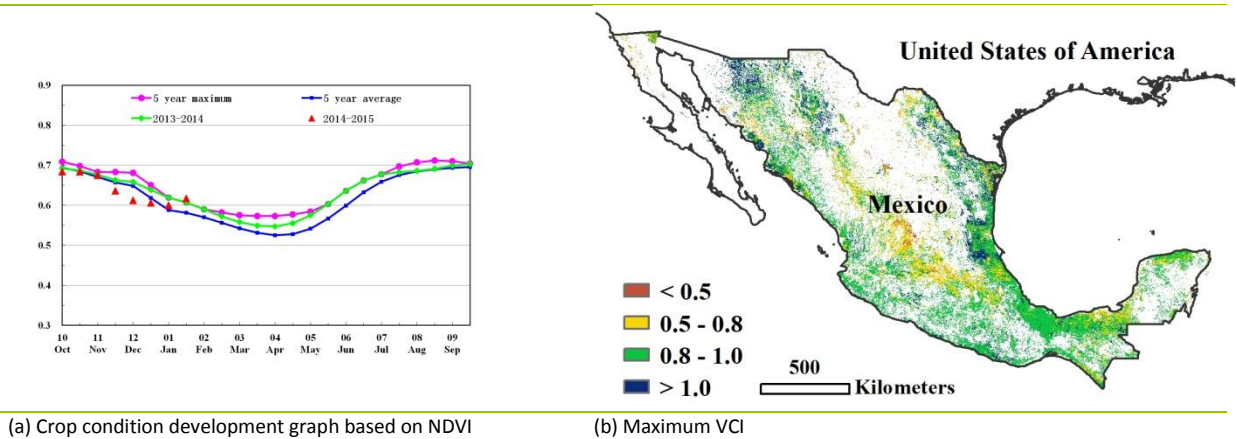 5 year maximum
5 year average
2013-2014
2014-2015
0.9
0.8
0.7
0.6
0.5
0.4
0.3
10 11 12 01 02 03 04 05 06 07 08 09
Oct Nov Dec Jan Feb Mar Apr May Jun Jul Aug Sep
(a) Crop condition development graph based on NDVI
United States of America
Mexico
< 0.5
0.5 - 0.8
0.8 - 1.0
> 1.0
500
Kilometers
(b) Maximum VCI